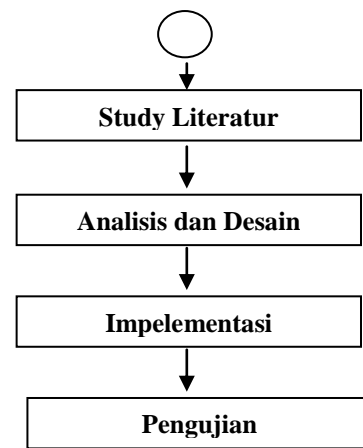 Study Literatur
Analisis dan Desain
Impelementasi
Pengujian